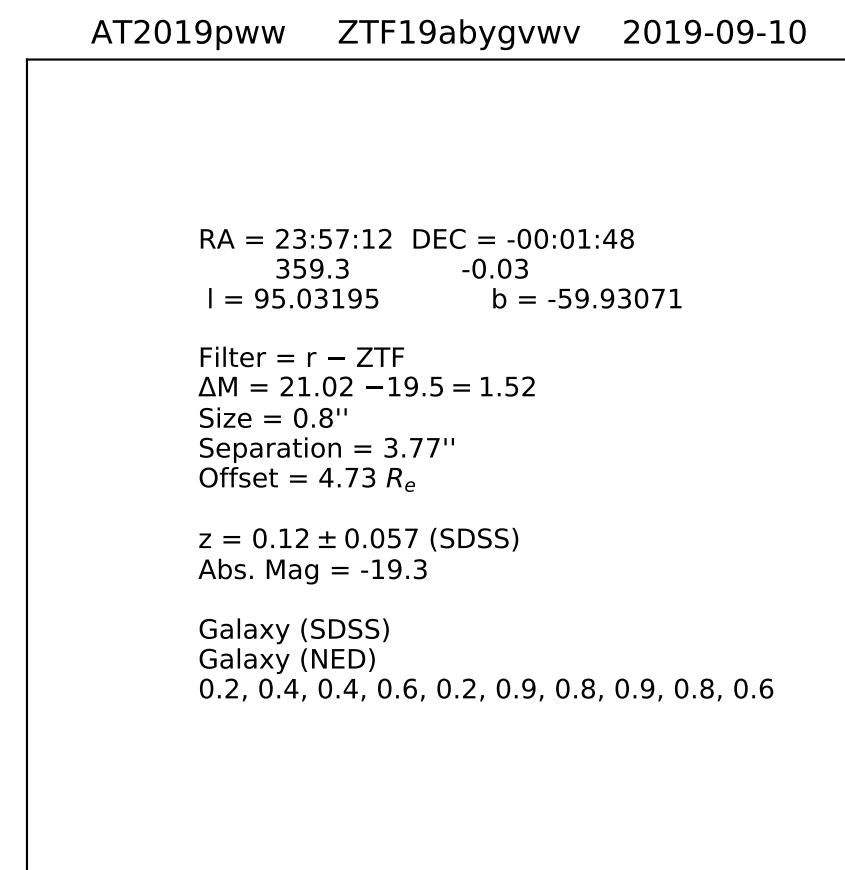 AT2019pww ZTF19abygvwv 2019-09-10
RA = 23:57:12 DEC = -00:01:48
359.3 -0.03
l = 95.03195 b = -59.93071
Filter = r − ZTF
ΔM = 21.02 −19.5 = 1.52
Size = 0.8''
Separation = 3.77''
Offset = 4.73 Re
z = 0.12 ± 0.057 (SDSS)
Abs. Mag = -19.3
Galaxy (SDSS)
Galaxy (NED)
0.2, 0.4, 0.4, 0.6, 0.2, 0.9, 0.8, 0.9, 0.8, 0.6